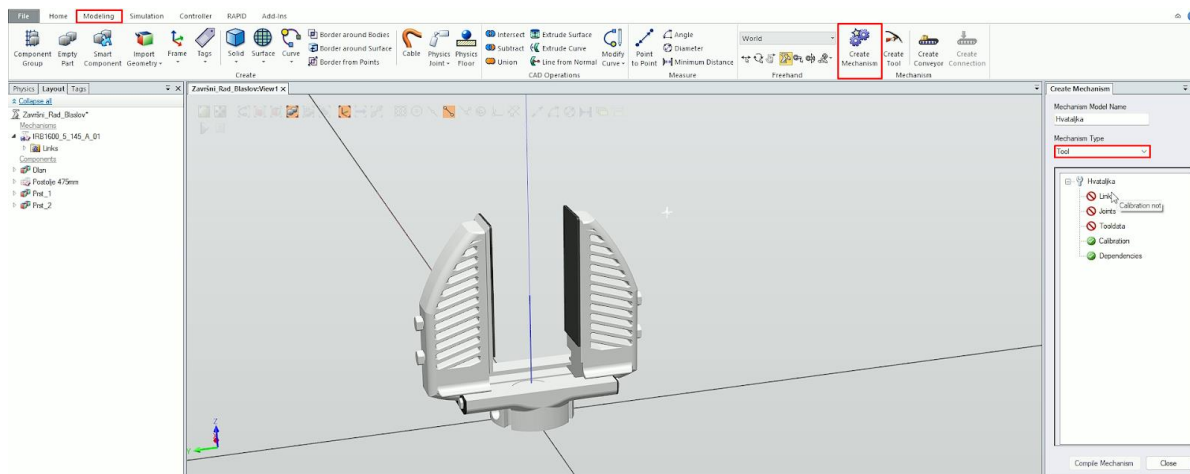 File Home Modeling Simulation Controller RAPID Add-Ins
Component Group
Empty Part
Smart Component
Import Geometry
Frame
Tags
Solid
Surface
Curve
Border around Bodies
Border around Surface
Border from Points
Cable
Physics Joint
Physics Floor
Intersect
Subtract
Union
Extrude Surface
Extrude Curve
Line from Normal
Modify Curve
Point to Point
Angle
Diameter
Minimum Distance
World
Create Mechanism
Create Tool
Create Conveyor
Create Connection
Create CAD Operations Measure Freehand Mechanism
Physics Layout Tags
Collapse all
Završni_Rad_Blaslov*
Mechanisms
IRB1600_5_145_A_01
Links
Components
Dlan
Postolje 475mm
Prst_1
Prst_2
Završni_Rad_Blaslov:View1 X
Z
Y
Create Mechanism
Mechanism Model Name
Hvataljka
Mechanism Type
Tool
Hvataljka
Link
Calibration not
Joints
Tooldata
Calibration
Dependencies
Compile Mechanism Close